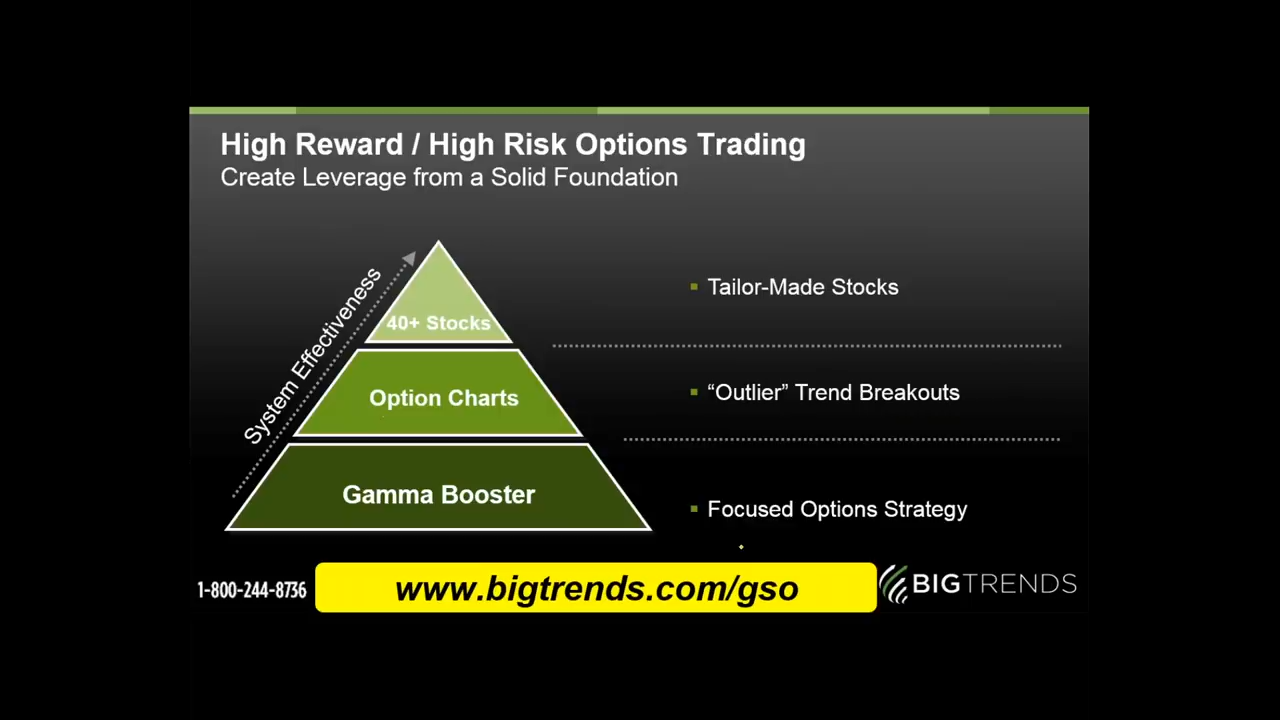 High Reward / High Risk Options Trading
Create Leverage from a Solid Foundation
System Effectiveness
40+ Stocks
Tailor-Made Stocks
Option Charts
“Outlier” Trend Breakouts
Gamma Booster
Focused Options Strategy
1-800-244-8736
www.bigtrends.com/gso
BIGTRENDS